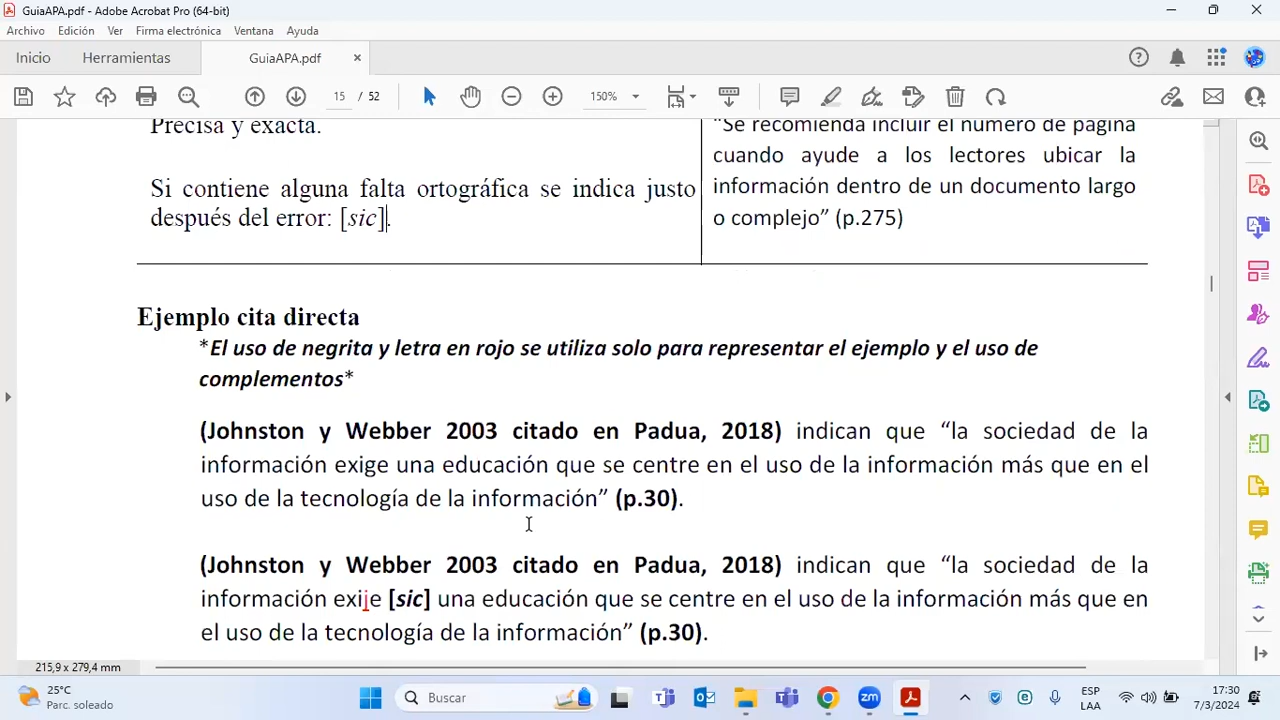 GuiaAPA.pdf - Adobe Acrobat Pro (64-bit)
Archivo Edición Ver Firma electrónica Ventana Ayuda
Inicio Herramientas GuiaAPA.pdf ×
15 / 52 150%
Precisa y exacta.
Si contiene alguna falta ortográfica se indica justo
después del error: [sic].
“Se recomienda incluir el número de página
cuando ayude a los lectores ubicar la
información dentro de un documento largo
o complejo” (p.275)
Ejemplo cita directa
*El uso de negrita y letra en rojo se utiliza solo para representar el ejemplo y el uso de
complementos*
(Johnston y Webber 2003 citado en Padua, 2018) indican que “la sociedad de la
información exige una educación que se centre en el uso de la información más que en el
uso de la tecnología de la información” (p.30).
(Johnston y Webber 2003 citado en Padua, 2018) indican que “la sociedad de la
información exije [sic] una educación que se centre en el uso de la información más que en
el uso de la tecnología de la información” (p.30).
215,9 x 279,4 mm
25°C
Parc. soleado
Buscar
ESP
LAA
17:30
7/3/2024